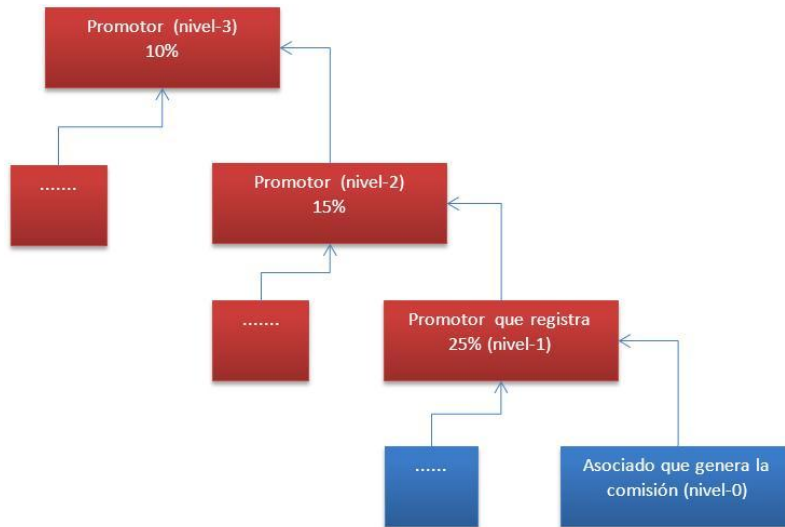 Promotor (nivel-3)
10%
.......
Promotor (nivel-2)
15%
.......
Promotor que registra
25% (nivel-1)
......
Asociado que genera la
comisión (nivel-0)